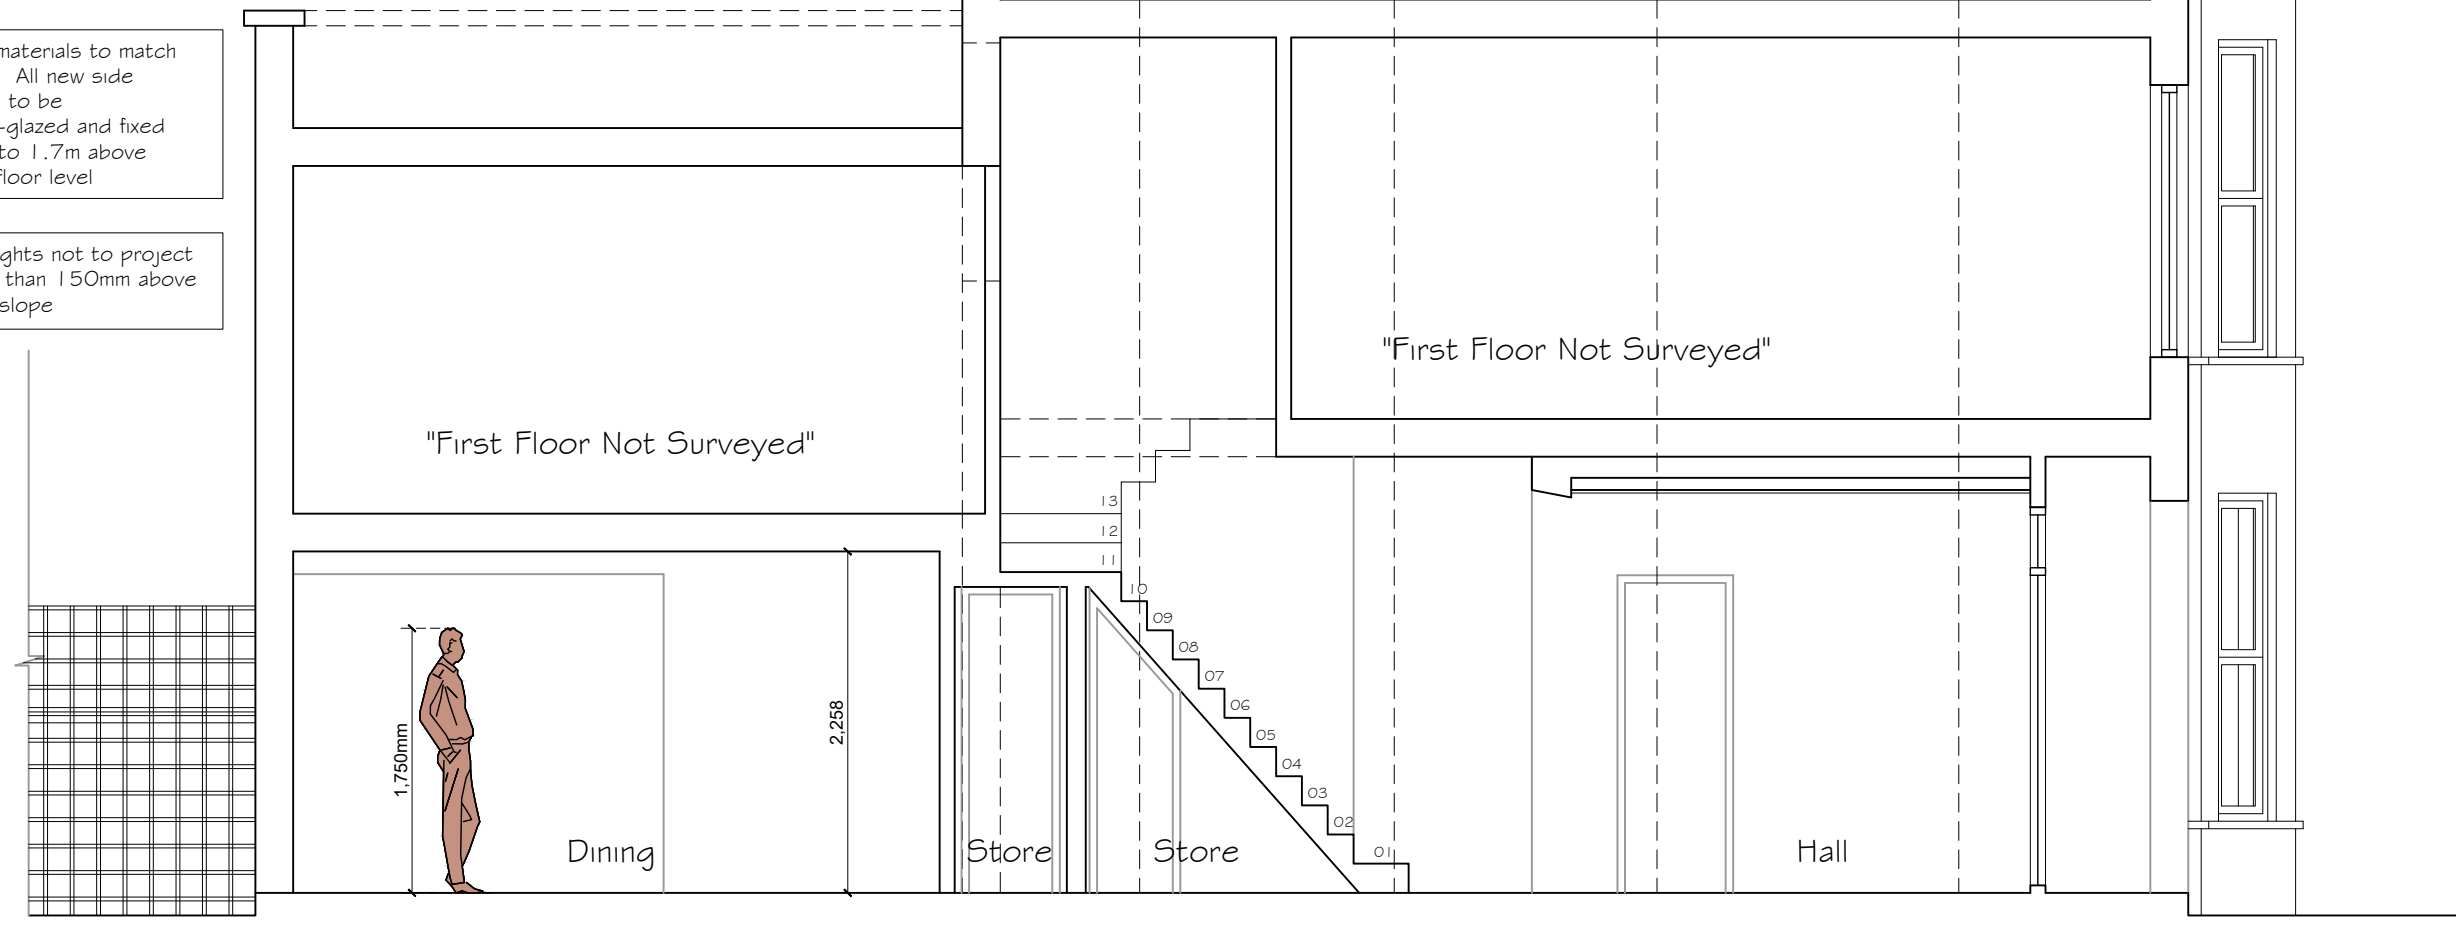 materials to match
All new side
to be
-glazed and fixed
to 1.7m above
floor level
ghts not to project
than 150mm above
slope
"First Floor Not Surveyed"
"First Floor Not Surveyed"
13
12
11
10
09
08
07
06
05
04
03
02
01
1,750mm
2,258
Dining
Store
Store
Hall